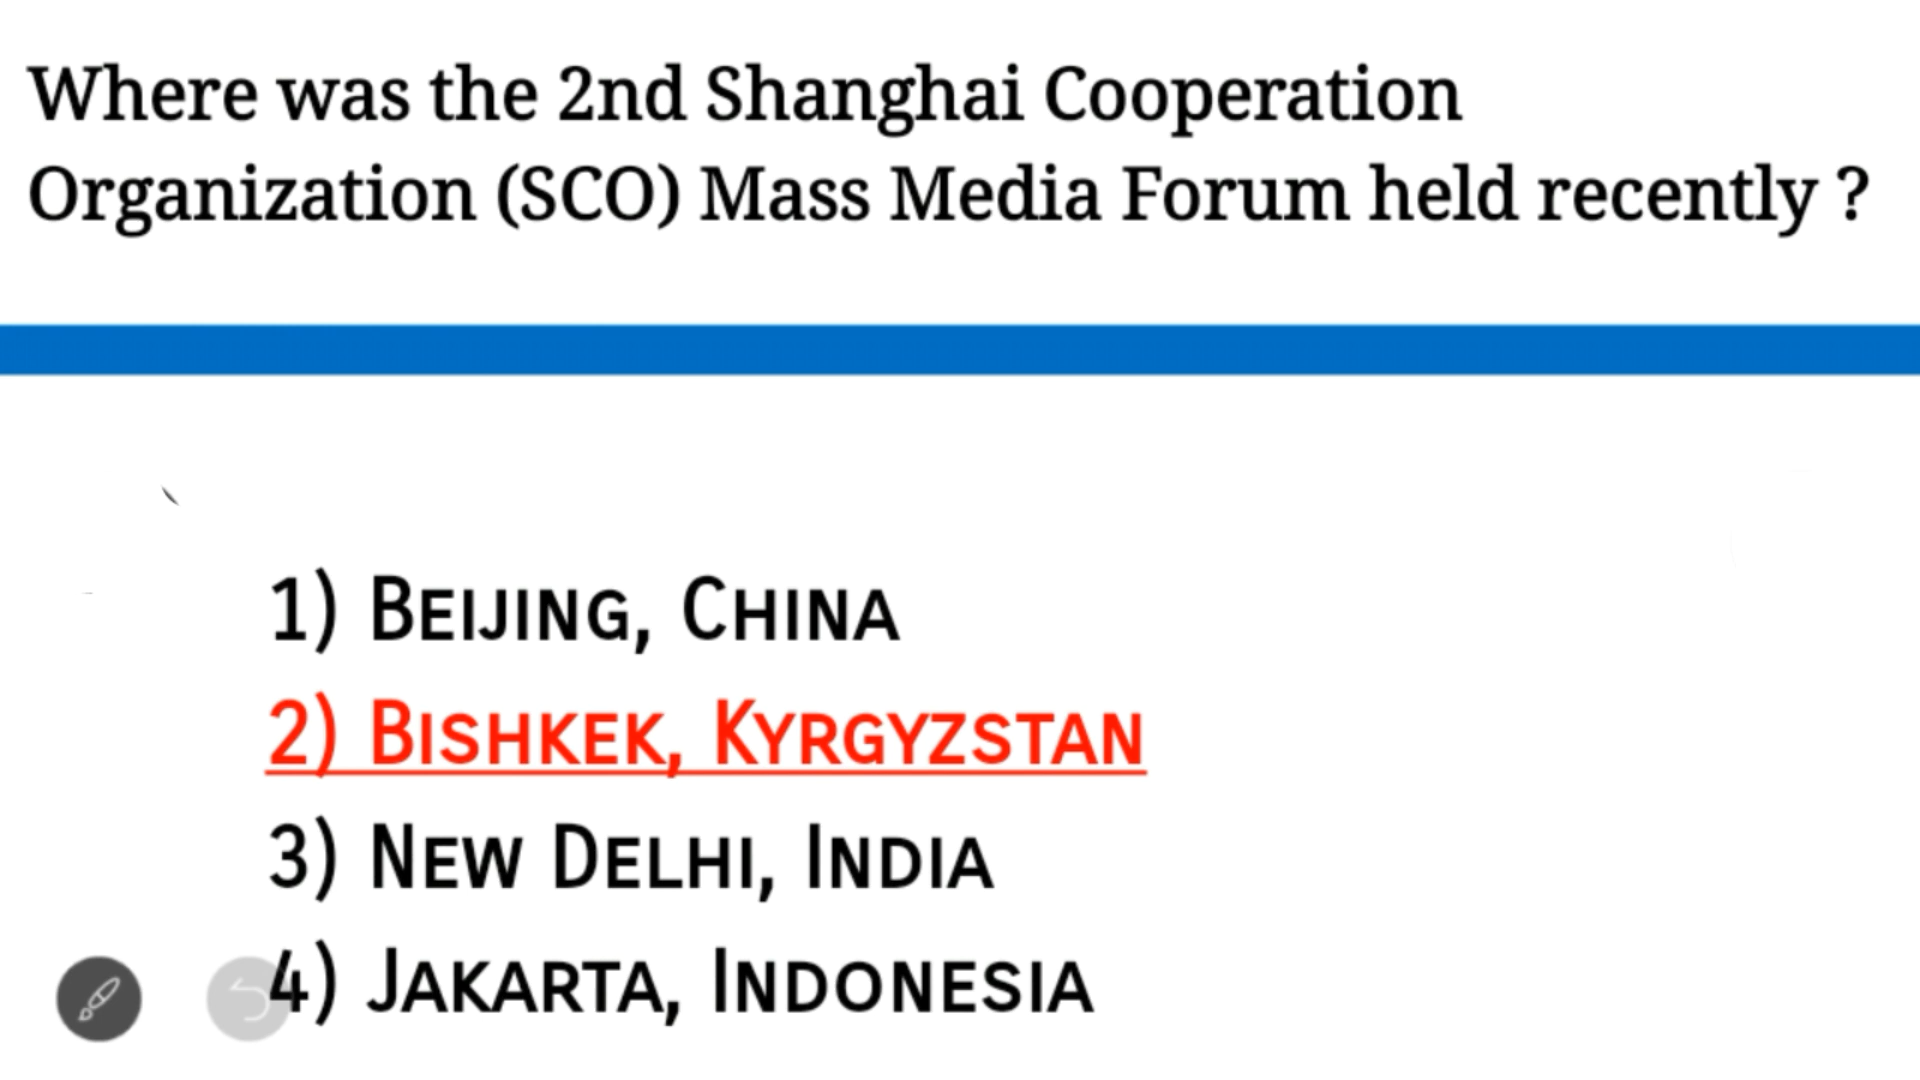 Where was the 2nd Shanghai Cooperation
Organization (SCO) Mass Media Forum held recently ?
1) BEIJING, CHINA
2) BISHKEK, KYRGYZSTAN
3) NEW DELHI, INDIA
4) JAKARTA, INDONESIA